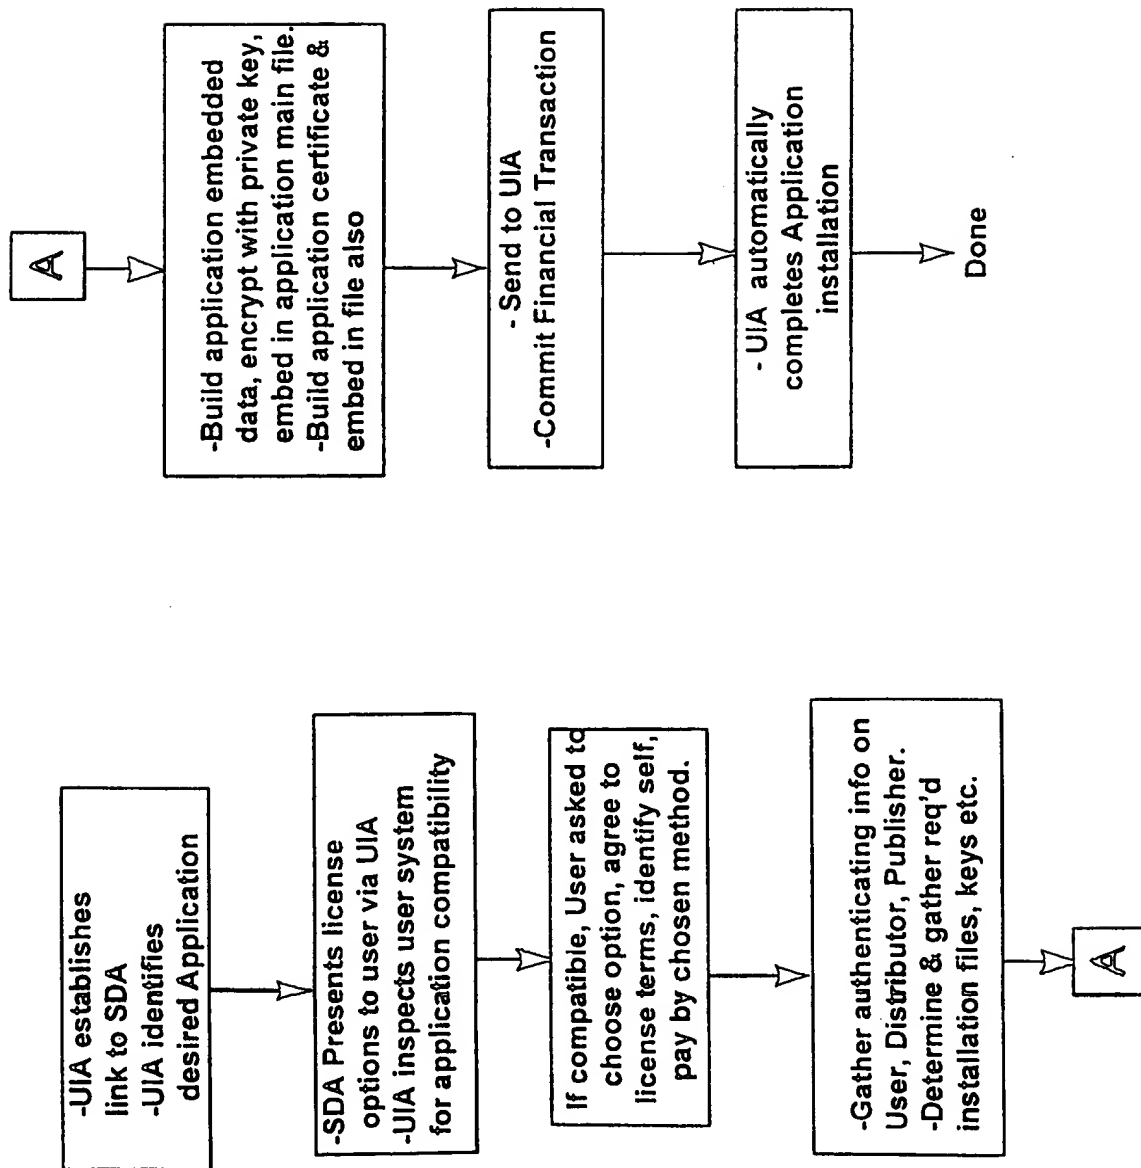 -UIA establishes
link to SDA
-UIA identifies
desired Application
-SDA Presents license
options to user via UIA
-UIA inspects user system
for application compatibility
If compatible, User asked to
choose option, agree to
license terms, identify self,
pay by chosen method.
-Gather authenticating info on
User, Distributor, Publisher.
-Determine & gather req'd
installation files, keys etc.
A
A
-Build application embedded
data, encrypt with private key,
embed in application main file.
-Build application certificate &
embed in file also
- Send to UIA
-Commit Financial Transaction
- UIA automatically
completes Application
installation
Done